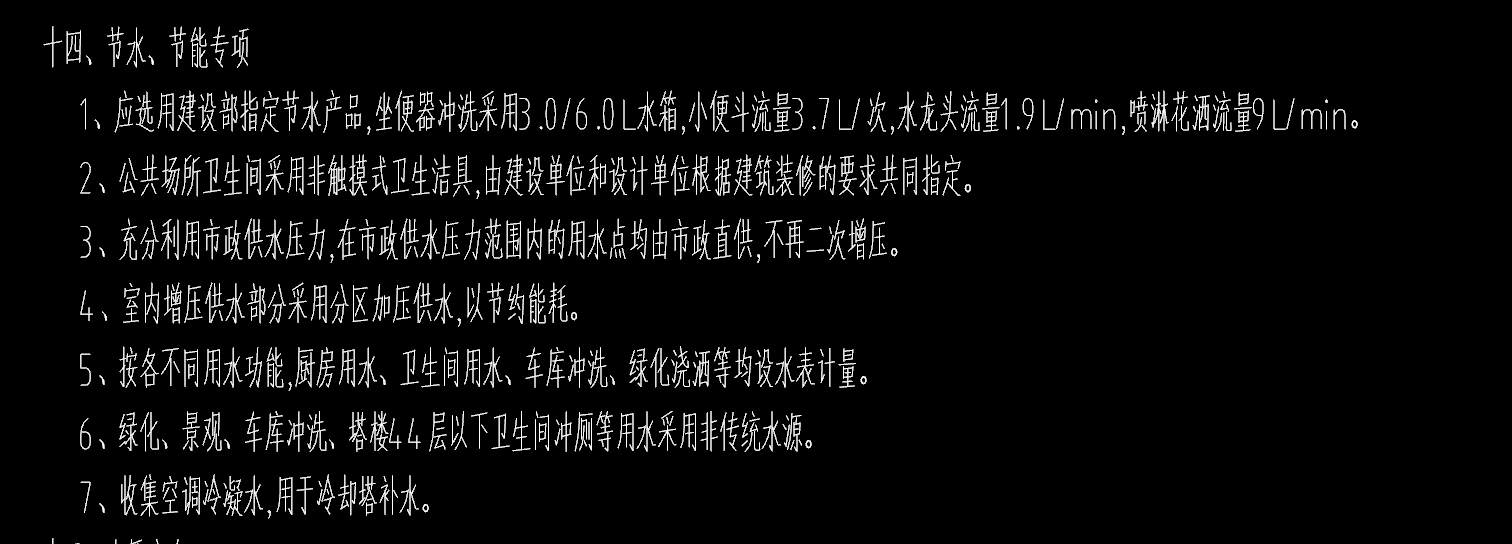 十四、节水、节能专项
1、应选用建设部指定节水产品,坐便器冲洗采用3.0/6.0L水箱,小便斗流量3.7L/次,水龙头流量1.9L/min,喷淋花洒流量9L/min。
2、公共场所卫生间采用非触摸式卫生洁具,由建设单位和设计单位根据建筑装修的要求共同指定。
3、充分利用市政供水压力,在市政供水压力范围内的用水点均由市政直供,不再二次增压。
4、室内增压供水部分采用分区加压供水,以节约能耗。
5、按各不同用水功能,厨房用水、卫生间用水、车库冲洗、绿化浇洒等均设水表计量。
6、绿化、景观、车库冲洗、塔楼44层以下卫生间冲厕等用水采用非传统水源。
7、收集空调冷凝水,用于冷却塔补水。